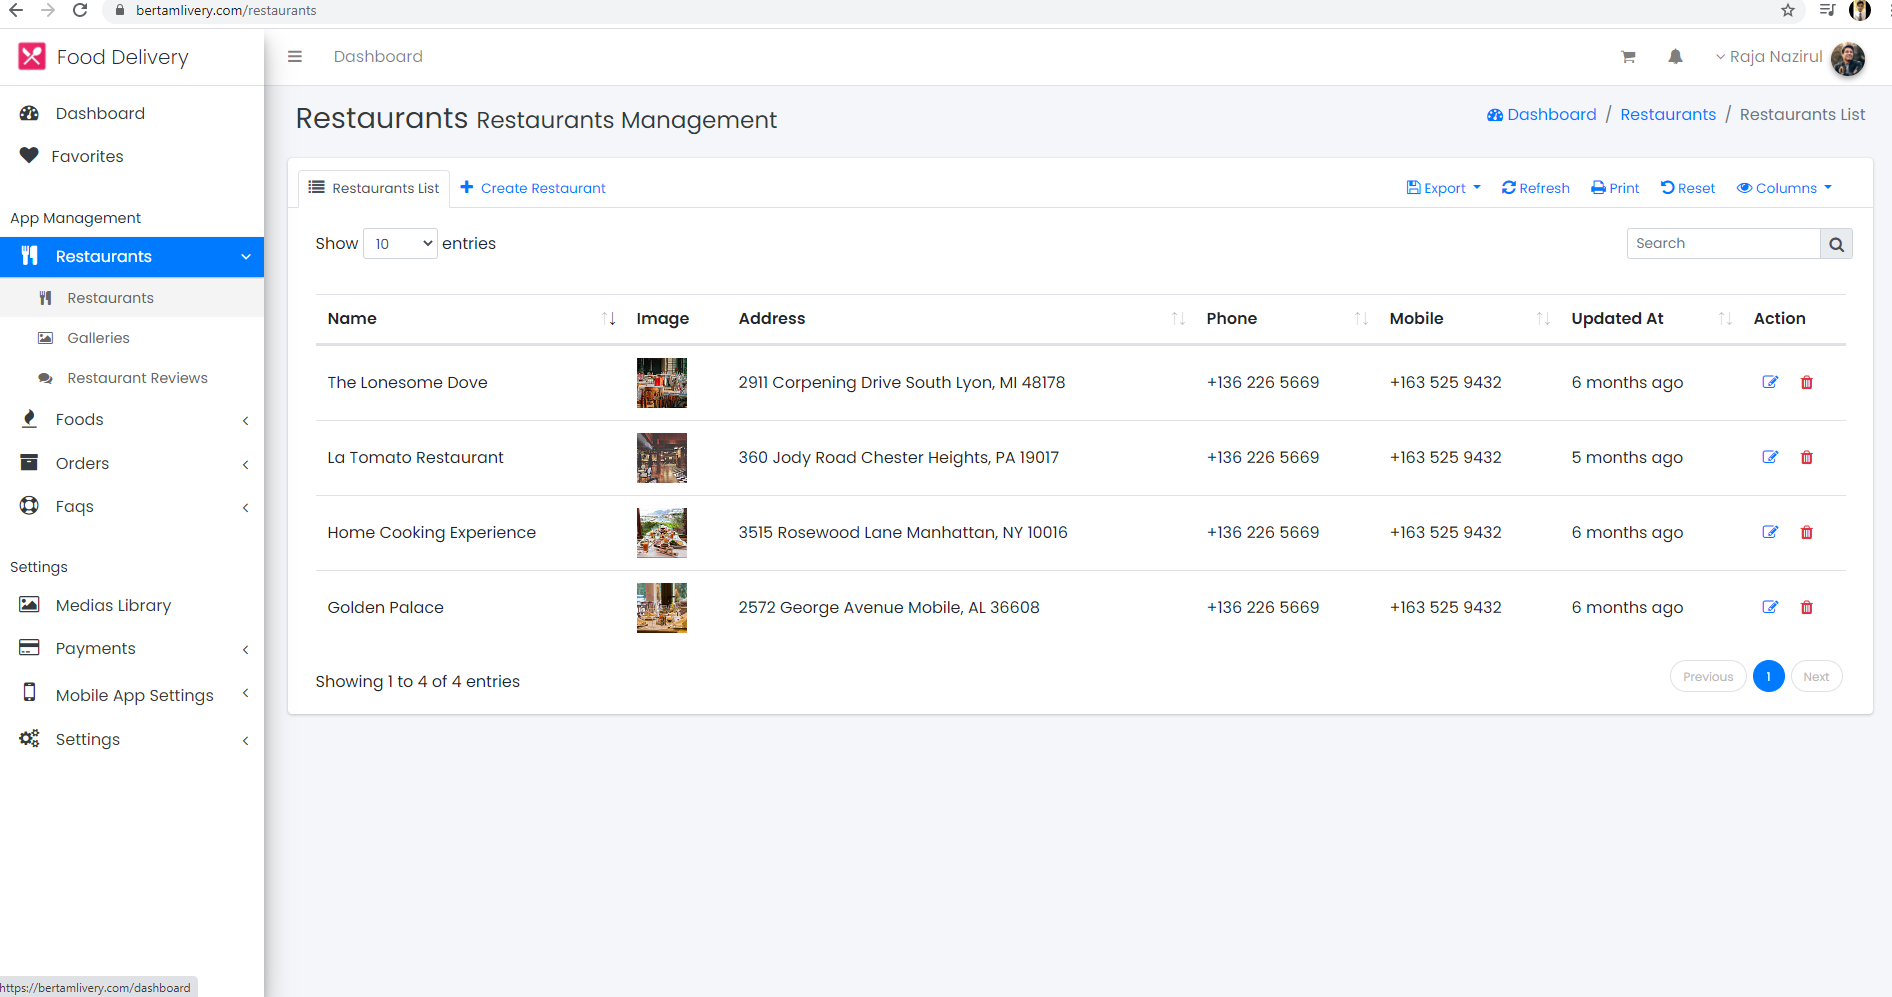 bertamlivery.com/restaurants
Food Delivery
Dashboard
Raja Nazirul
Dashboard
Favorites
App Management
Restaurants
Restaurants
Galleries
Restaurant Reviews
Foods
Orders
Faqs
Settings
Medias Library
Payments
Mobile App Settings
Settings
Restaurants Restaurants Management
Dashboard / Restaurants / Restaurants List
Restaurants List
Create Restaurant
Export Refresh Print Reset Columns
Show 10 entries
Search
Name Image Address Phone Mobile Updated At Action
The Lonesome Dove 2911 Corpening Drive South Lyon, MI 48178 +136 226 5669 +163 525 9432 6 months ago
La Tomato Restaurant 360 Jody Road Chester Heights, PA 19017 +136 226 5669 +163 525 9432 5 months ago
Home Cooking Experience 3515 Rosewood Lane Manhattan, NY 10016 +136 226 5669 +163 525 9432 6 months ago
Golden Palace 2572 George Avenue Mobile, AL 36608 +136 226 5669 +163 525 9432 6 months ago
Showing 1 to 4 of 4 entries
Previous 1 Next
https://bertamlivery.com/dashboard